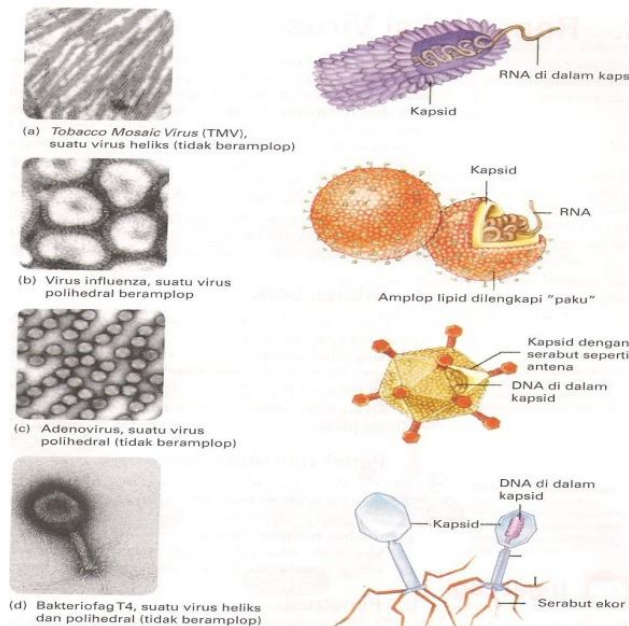 RNA di dalam kaps
Kapsid
(a) Tobacco Mosaic Virus (TMV),
suatu virus heliks (tidak beramplop)
Kapsid
RNA
Amplop lipid dilengkapi "paku"
(b) Virus influenza, suatu virus
polihedral beramplop
Kapsid dengan
serabut seperti
antena
DNA di dalam
kapsid
(c) Adenovirus, suatu virus
polihedral (tidak beramplop)
DNA di dalam
kapsid
Kapsid
Serabut ekor
(d) Bakteriofag T4, suatu virus heliks
dan polihedral (tidak beramplop)